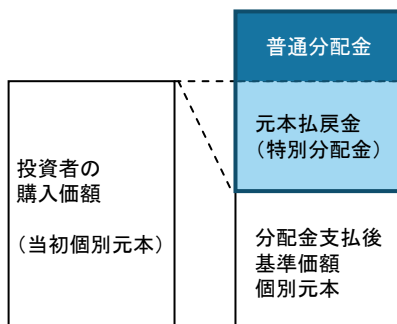 普通分配金
元本払戻金
（特別分配金）
投資者の
購入価額
（当初個別元本）
分配金支払後
基準価額
個別元本